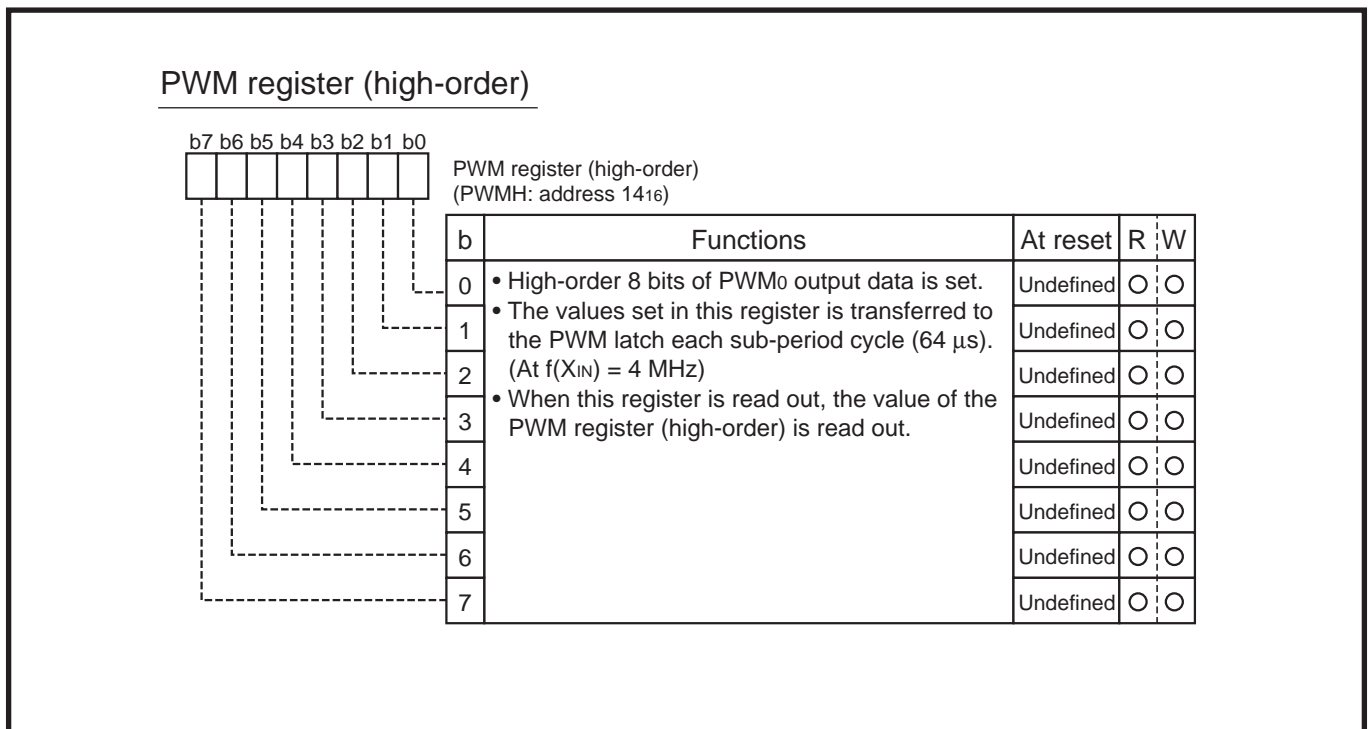 PWM register (high-order)
b7 b6 b5 b4 b3 b2 b1 b0
PWM register (high-order)
(PWMH: address 1416)
b Functions At reset R W
0 • High-order 8 bits of PWM0 output data is set. Undefined O O
1 • The values set in this register is transferred to Undefined O O
the PWM latch each sub-period cycle (64 μs).
2 (At f(XIN) = 4 MHz) Undefined O O
• When this register is read out, the value of the
3 PWM register (high-order) is read out. Undefined O O
4 Undefined O O
5 Undefined O O
6 Undefined O O
7 Undefined O O